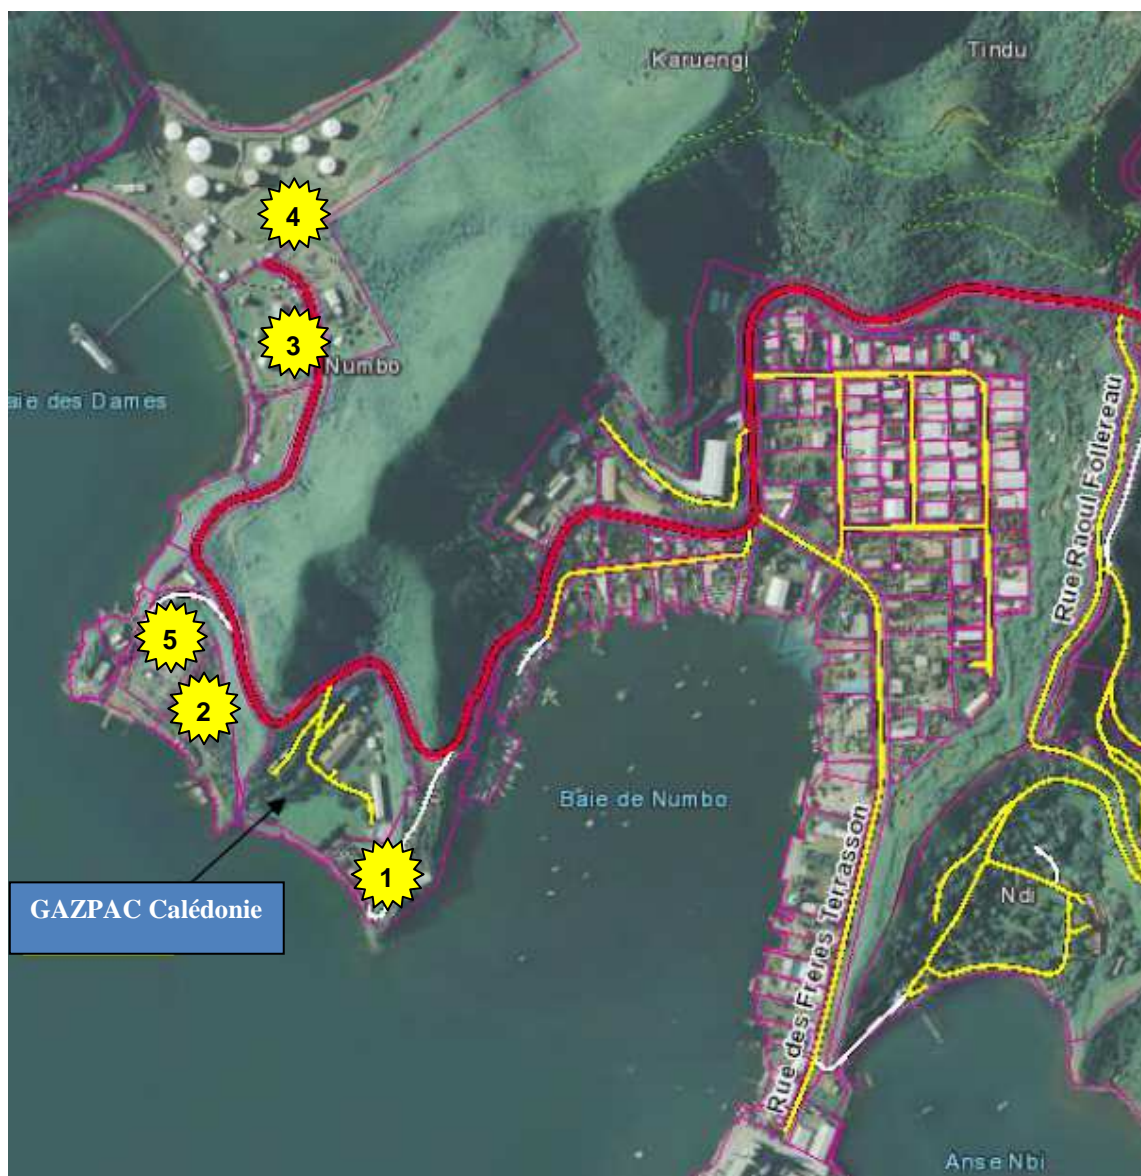 Karuengi
Tindu
4
3
Numbo
aie des Dames
Rue Raoul Follereau
5
2
Baie de Numbo
1
GAZPAC Calédonie
Ndi
Rue des Frères Terrasson
Anse Nbi